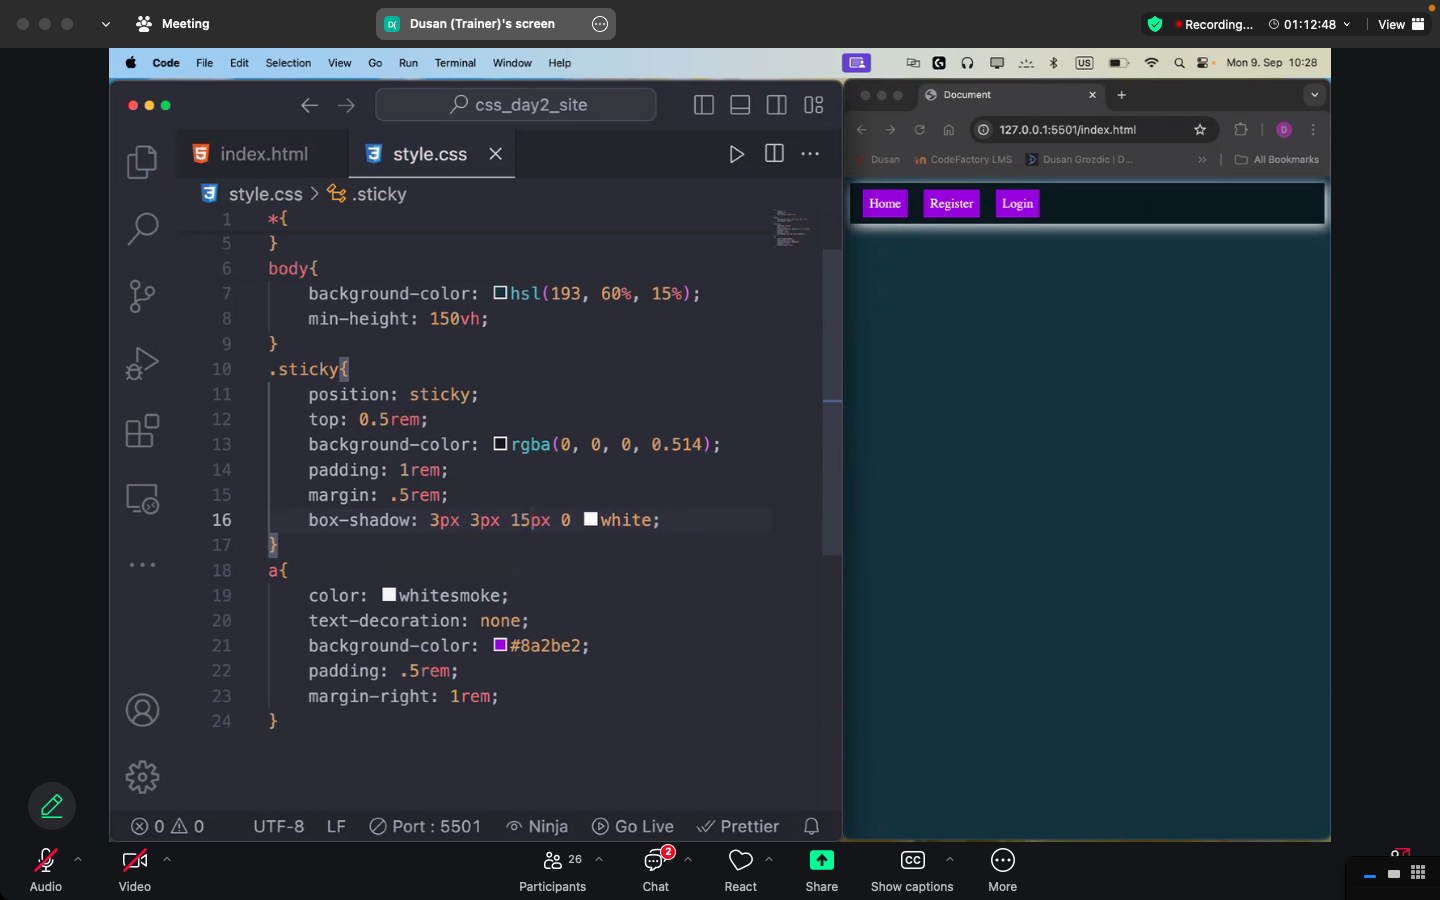 Meeting
D( Dusan (Trainer)'s screen
Recording...
01:12:48
View
Code File Edit Selection View Go Run Terminal Window Help
US
Mon 9. Sep 10:28
css_day2_site
Document
index.html
style.css
127.0.0.1:5501/index.html
D
Dusan
CodeFactory LMS
Dusan Grozdic | D...
All Bookmarks
style.css > .sticky
Home
Register
Login
1 *{
5 }
6 body{
7 background-color: hsl(193, 60%, 15%);
8 min-height: 150vh;
9 }
10 .sticky{
11 position: sticky;
12 top: 0.5rem;
13 background-color: rgba(0, 0, 0, 0.514);
14 padding: 1rem;
15 margin: .5rem;
16 box-shadow: 3px 3px 15px 0 white;
17 }
18 a{
19 color: whitesmoke;
20 text-decoration: none;
21 background-color: #8a2be2;
22 padding: .5rem;
23 margin-right: 1rem;
24 }
0 0 UTF-8 LF Port : 5501 Ninja Go Live Prettier
26
2
CC
Audio
Video
Participants
Chat
React
Share
Show captions
More